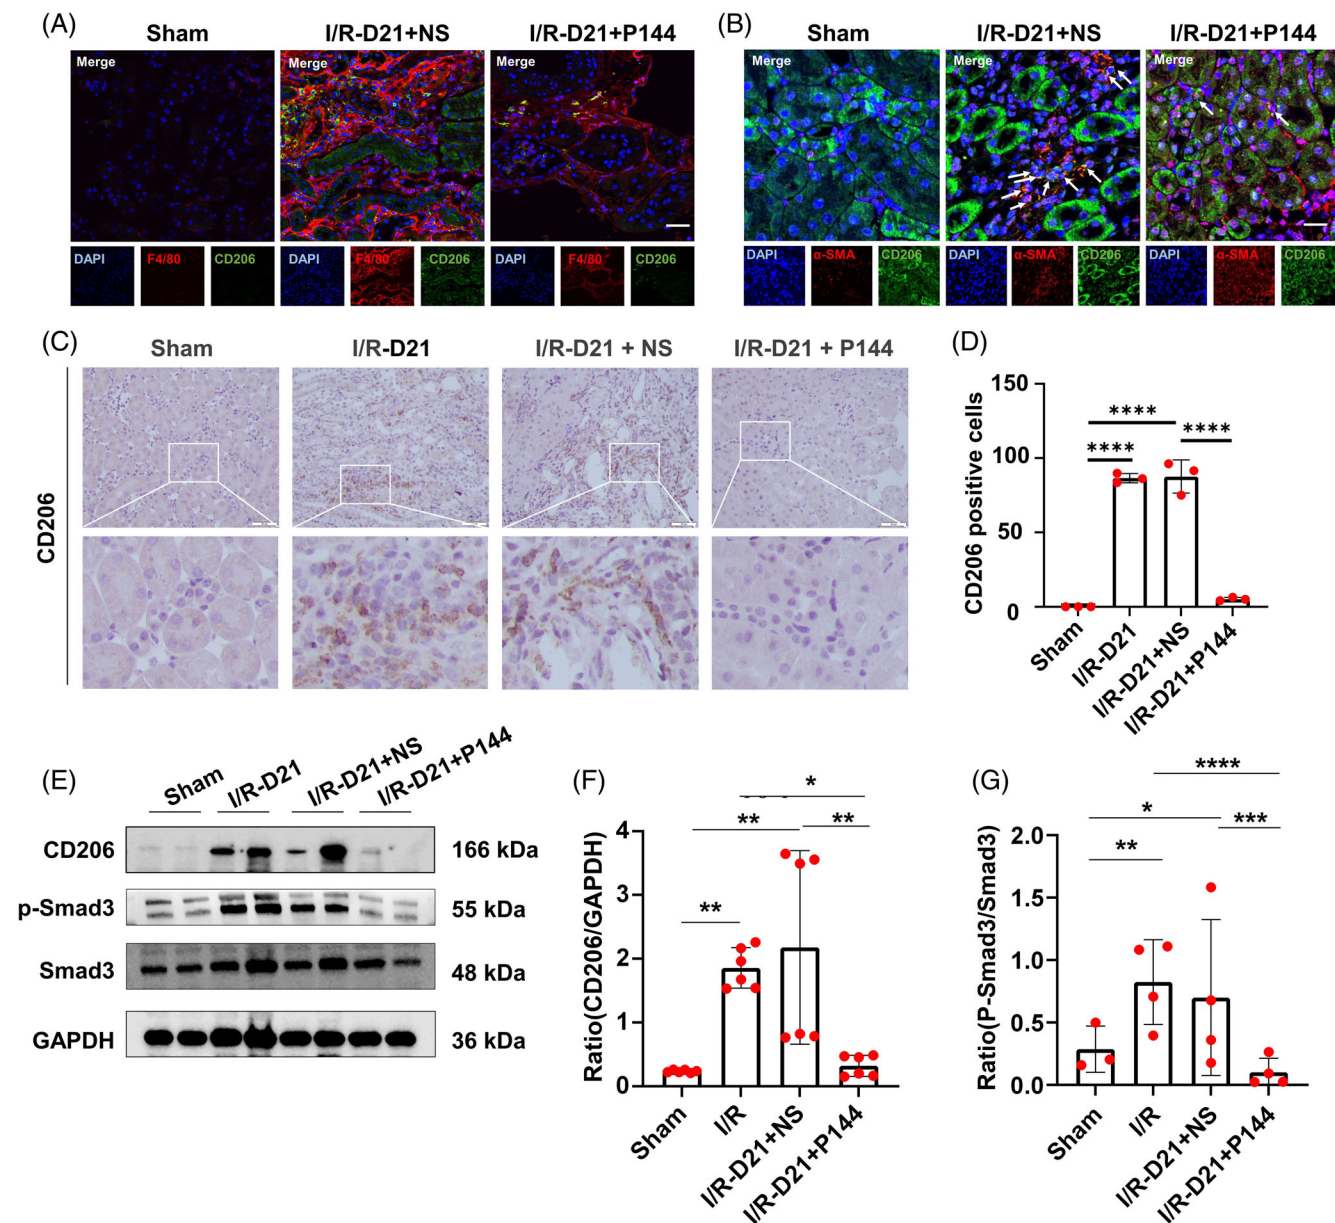 (A)
Sham
I/R-D21+NS
I/R-D21+P144
Merge
Merge
Merge
DAPI
F4/80
CD206
DAPI
F4/80
CD206
DAPI
F4/80
CD206
(B)
Sham
I/R-D21+NS
I/R-D21+P144
Merge
Merge
Merge
DAPI
α-SMA
CD206
DAPI
α-SMA
CD206
DAPI
α-SMA
CD206
(C)
Sham
I/R-D21
I/R-D21 + NS
I/R-D21 + P144
CD206
(D)
CD206 positive cells
150
100
50
0
****
****
****
Sham
I/R-D21
I/R-D21+NS
I/R-D21+P144
(E)
Sham
I/R-D21
I/R-D21+NS
I/R-D21+P144
CD206
166 kDa
p-Smad3
55 kDa
Smad3
48 kDa
GAPDH
36 kDa
(F)
Ratio(CD206/GAPDH)
4
3
2
1
0
*
**
**
**
Sham
I/R
I/R-D21+NS
I/R-D21+P144
(G)
Ratio(P-Smad3/Smad3)
2.0
1.5
1.0
0.5
0.0
****
*
***
**
Sham
I/R
I/R-D21+NS
I/R-D21+P144